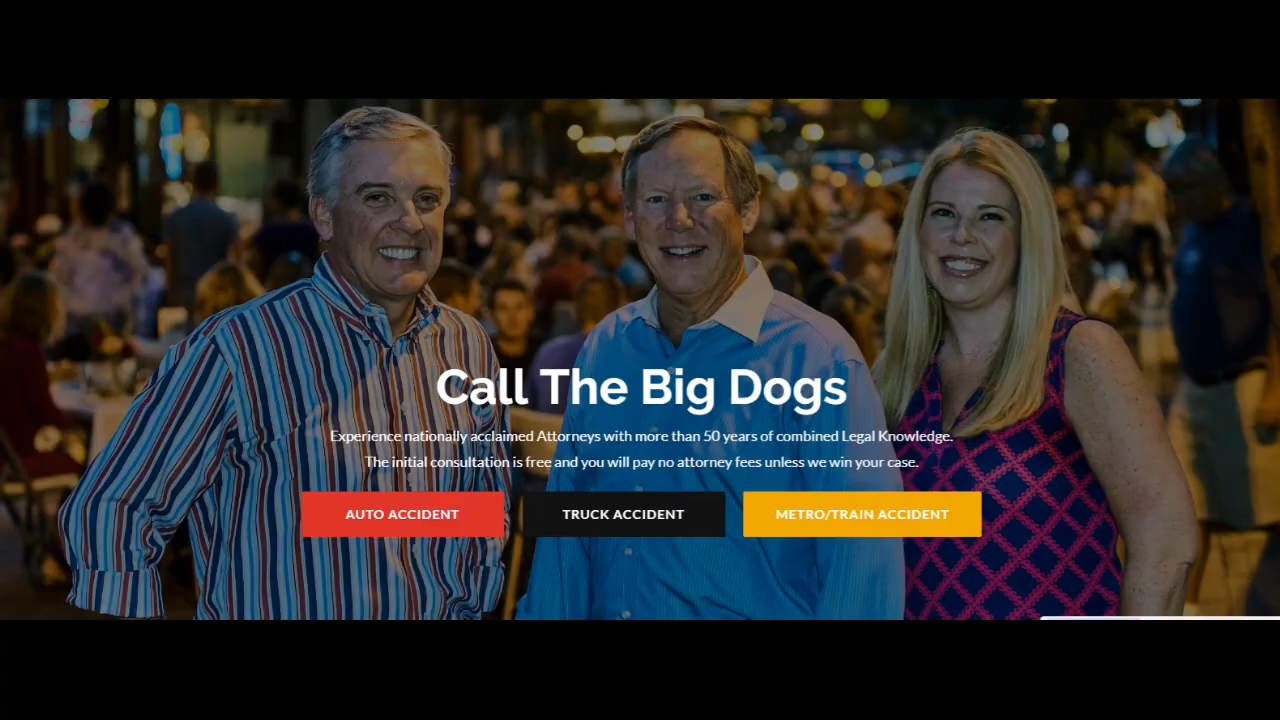 Call The Big Dogs
Experience nationally acclaimed Attorneys with more than 50 years of combined Legal Knowledge.
The initial consultation is free and you will pay no attorney fees unless we win your case.
AUTO ACCIDENT
TRUCK ACCIDENT
METRO/TRAIN ACCIDENT